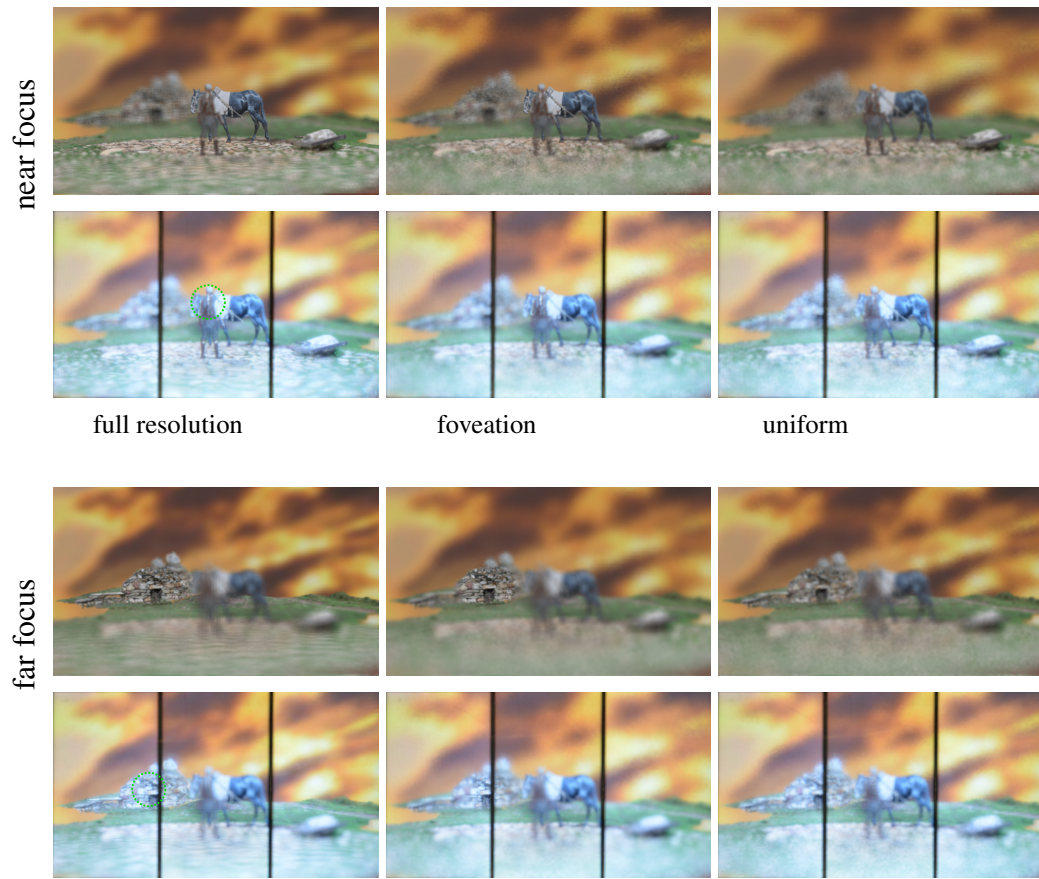 near focus
full resolution
foveation
uniform
far focus